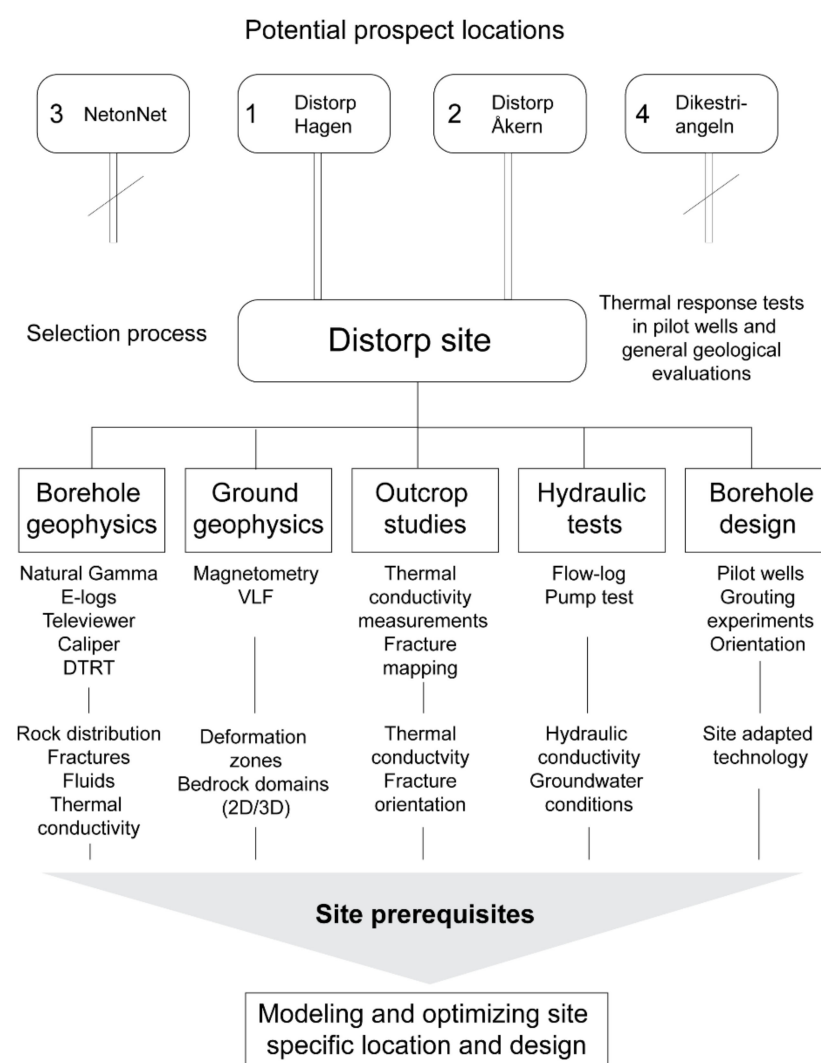 Potential prospect locations
3 NetonNet
1 Distorp
Hagen
2 Distorp
Åkern
4 Dikestri-
angeln
Selection process
Distorp site
Thermal response tests
in pilot wells and
general geological
evaluations
Borehole
geophysics
Ground
geophysics
Outcrop
studies
Hydraulic
tests
Borehole
design
Natural Gamma
E-logs
Televiewer
Caliper
DTRT
Magnetometry
VLF
Thermal
conductivity
measurements
Fracture
mapping
Flow-log
Pump test
Pilot wells
Grouting
experiments
Orientation
Rock distribution
Fractures
Fluids
Thermal
conductivity
Deformation
zones
Bedrock domains
(2D/3D)
Thermal
conductvity
Fracture
orientation
Hydraulic
conductivity
Groundwater
conditions
Site adapted
technology
Site prerequisites
Modeling and optimizing site
specific location and design